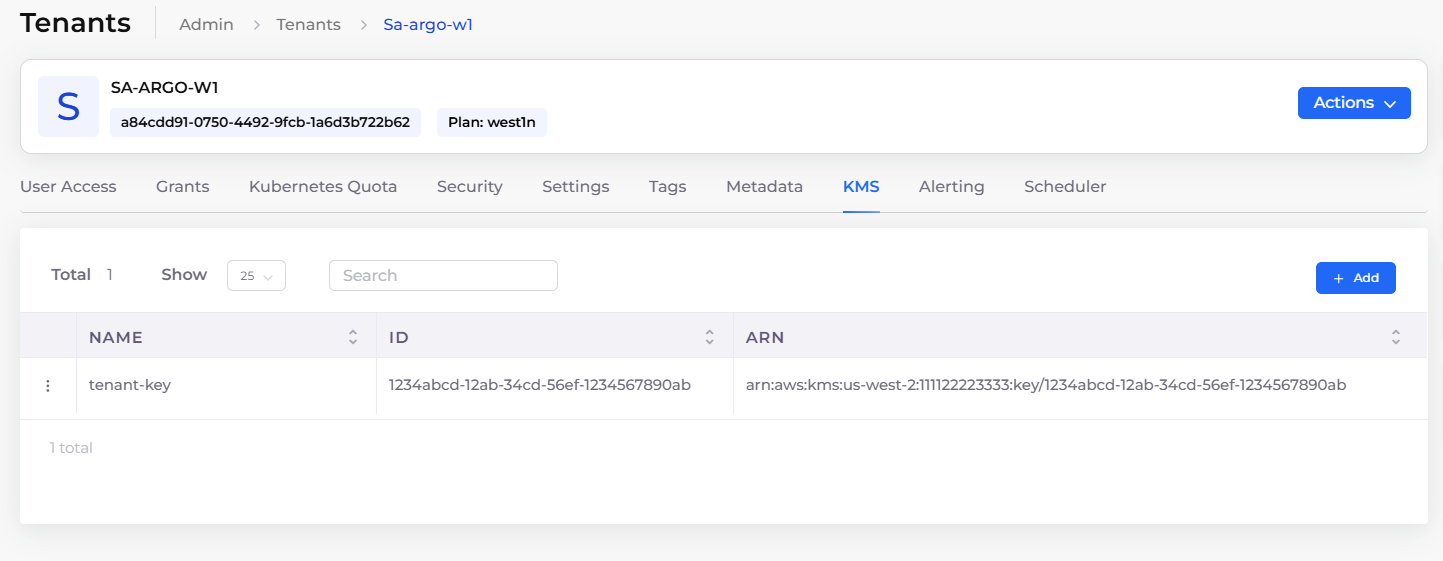 Tenants Admin > Tenants > Sa-argo-w1
S
SA-ARGO-W1
a84cdd91-0750-4492-9fcb-1a6d3b722b62 Plan: west1n
Actions
User Access Grants Kubernetes Quota Security Settings Tags Metadata KMS Alerting Scheduler
Total 1 Show 25 Search + Add
NAME ID ARN
tenant-key 1234abcd-12ab-34cd-56ef-1234567890ab arn:aws:kms:us-west-2:111122223333:key/1234abcd-12ab-34cd-56ef-1234567890ab
1 total